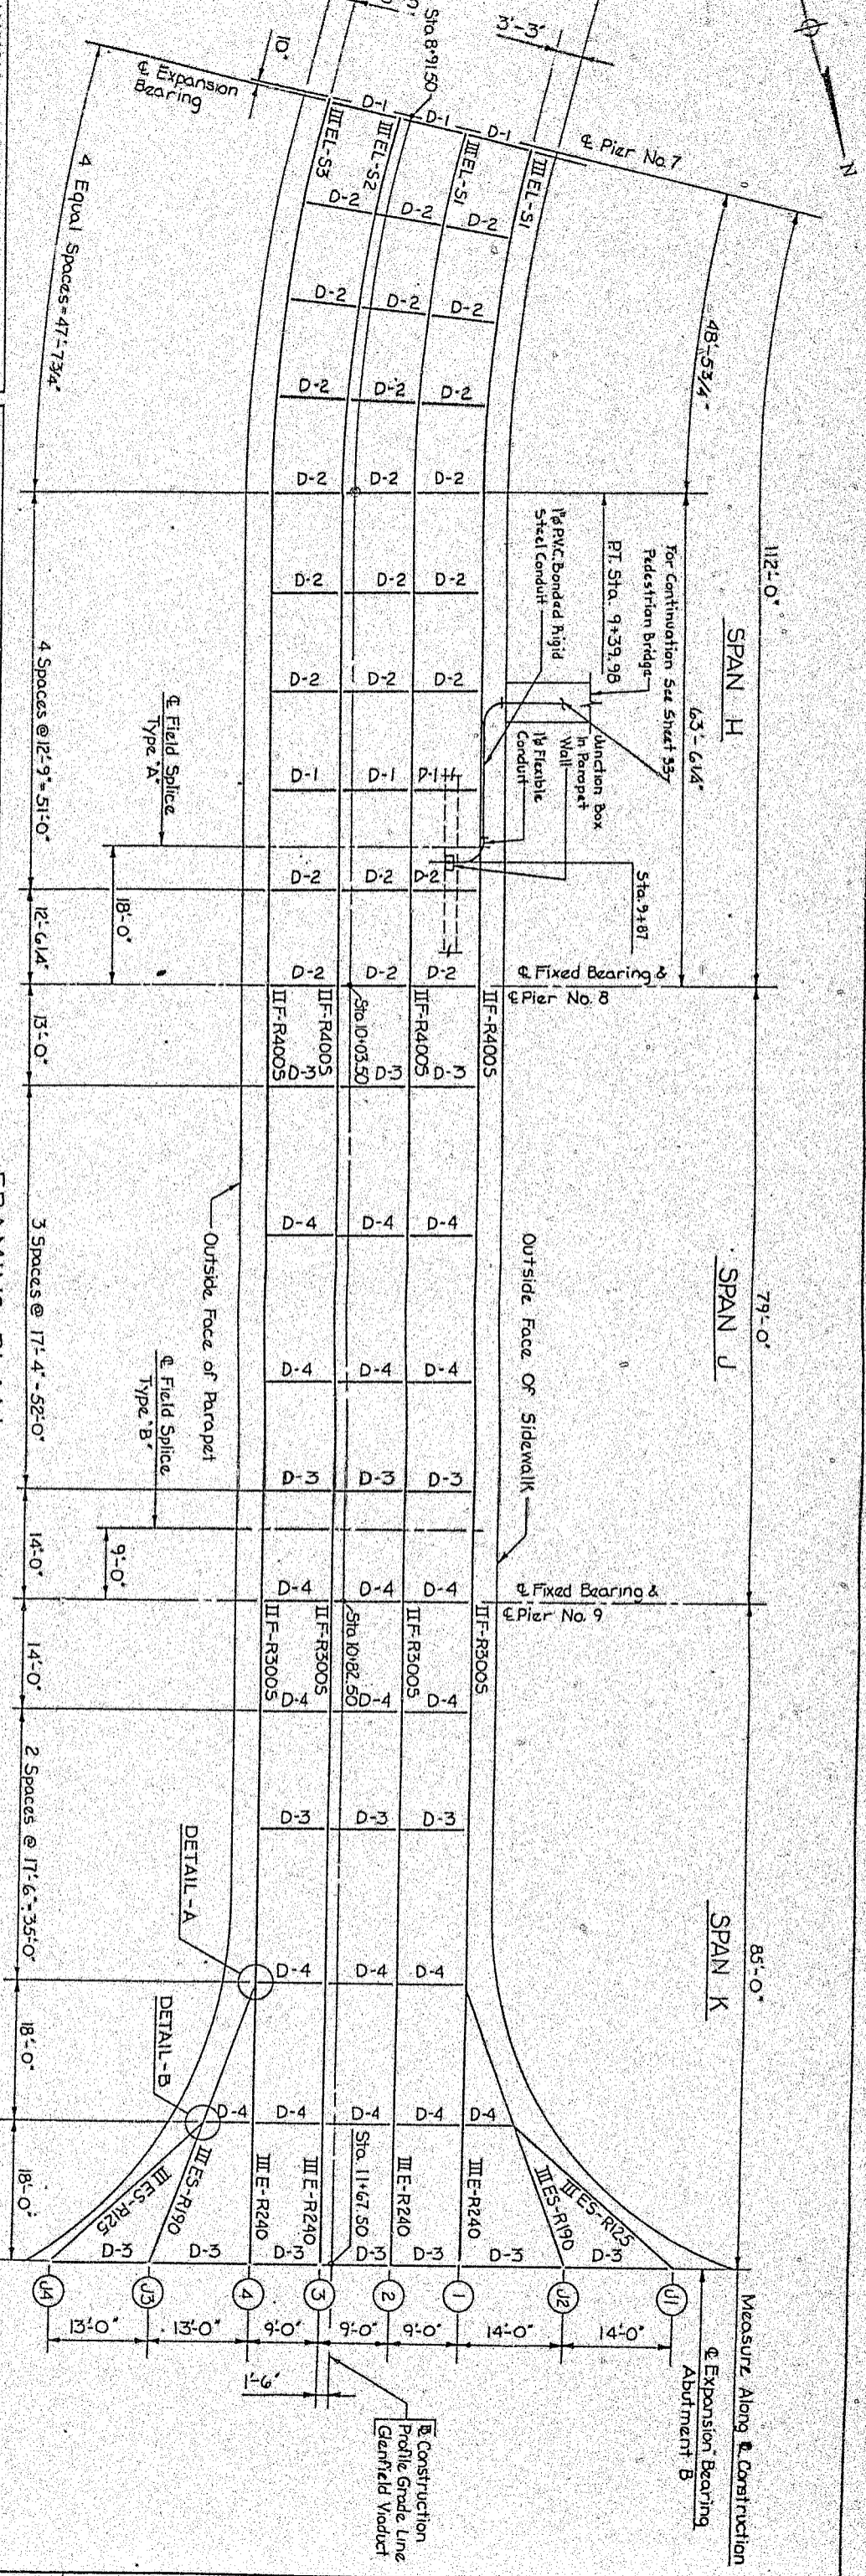 N
3'-3"
Sta 8+91.50
10"
℄ Expansion
Bearing
℄ Pier No. 7
D-1
D-1
D-1
III EL-S3
III EL-S2
III EL-S1
III EL-S1
D-2
D-2
D-2
D-2
D-2
D-2
D-2
D-2
D-2
D-2
D-2
D-2
4 Equal Spaces=47'-7 3/4"
48'-5 3/4"
112'-0"
SPAN H
63'-6 1/4"
P.T. Sta. 9+39.98
For Continuation See Sheet 33
Pedestrian Bridge
1"ø P.V.C. Bonded Rigid
Steel Conduit
Junction Box
In Parapet
Wall
1"ø Flexible
Conduit
Sta. 9+87
D-2
D-2
D-2
D-2
D-2
D-2
D-1
D-1
D-1
D-2
D-2
D-2
D-2
D-2
D-2
4 Spaces @ 12'-9"=51'-0"
℄ Field Splice
Type "A"
18'-0"
12'-6 1/4"
℄ Fixed Bearing &
℄ Pier No. 8
Sta. 10+03.50
II F-R400S
II F-R400S
II F-R400S
II F-R400S
13'-0"
D-3
D-3
D-3
79'-0"
SPAN J
D-4
D-4
D-4
D-4
D-4
D-4
D-3
D-3
D-3
Outside Face of Parapet
Outside Face Of Sidewalk
3 Spaces @ 17'-4"=52'-0"
℄ Field Splice
Type "B"
9'-0"
14'-0"
D-4
D-4
D-4
℄ Fixed Bearing &
℄ Pier No. 9
Sta 10+82.50
II F-R300S
II F-R300S
II F-R300S
II F-R300S
14'-0"
D-4
D-4
D-4
85'-0"
SPAN K
2 Spaces @ 17'-6"=35'-0"
D-3
D-3
D-3
DETAIL-A
D-4
D-4
D-4
18'-0"
DETAIL-B
D-4
D-4
D-4
D-4
D-4
Sta. 11+67.50
III ES-R125
III ES-R190
III E-R240
III E-R240
III E-R240
III E-R240
III ES-R190
III ES-R125
18'-0"
D-3
D-3
D-3
D-3
D-3
D-3
D-3
J4
J3
4
3
2
1
J2
J1
13'-0"
13'-0"
9'-0"
9'-0"
9'-0"
14'-0"
14'-0"
1'-6"
Measure Along ℄ Construction
℄ Expansion Bearing
Abutment B
℄ Construction
Profile Grade Line
Glenfield Viaduct